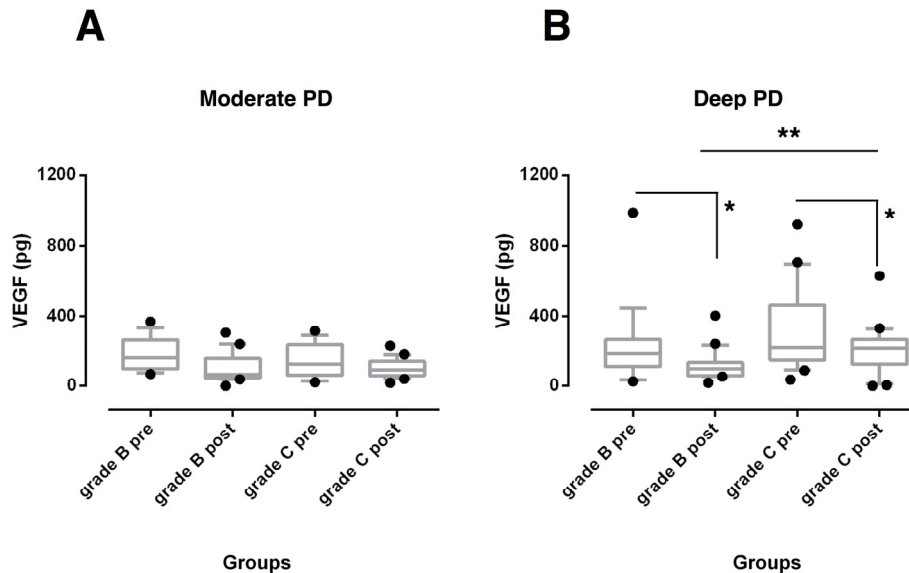 A
B
Moderate PD
Deep PD
**
1200
800
400
0
VEGF (pg)
grade B pre
grade B post
grade C pre
grade C post
Groups
1200
800
400
0
VEGF (pg)
*
*
grade B pre
grade B post
grade C pre
grade C post
Groups